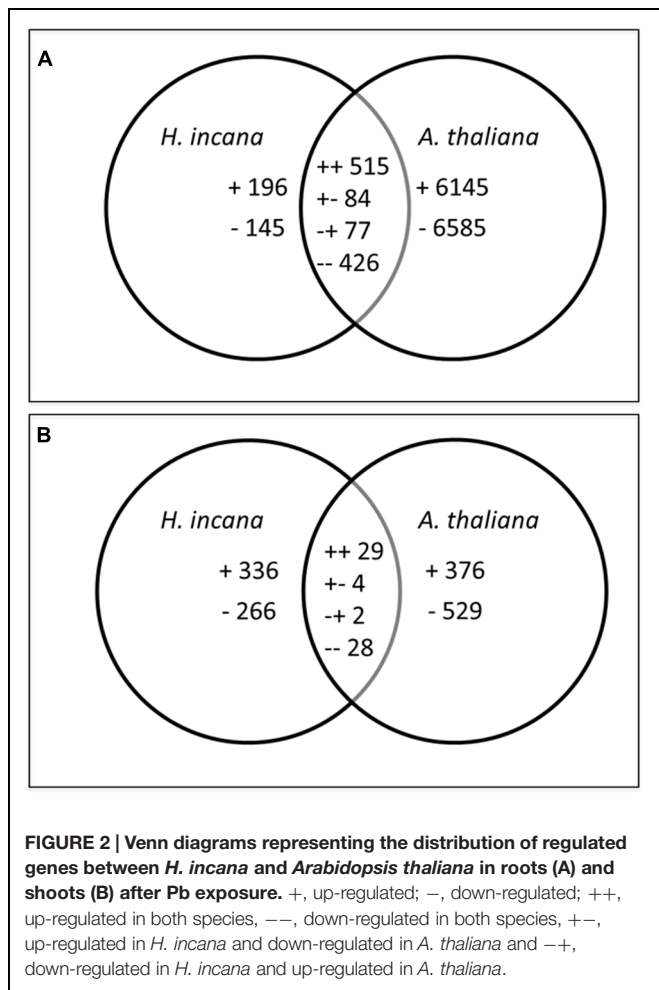 A
H. incana
A. thaliana
++ 515
+ 196
+ 6145
+- 84
- 145
- 6585
-+ 77
-- 426
B
H. incana
A. thaliana
++ 29
+ 336
+ 376
+- 4
- 266
- 529
-+ 2
-- 28
FIGURE 2 | Venn diagrams representing the distribution of regulated
genes between H. incana and Arabidopsis thaliana in roots (A) and
shoots (B) after Pb exposure. +, up-regulated; −, down-regulated; ++,
up-regulated in both species, −−, down-regulated in both species, +−,
up-regulated in H. incana and down-regulated in A. thaliana and −+,
down-regulated in H. incana and up-regulated in A. thaliana.